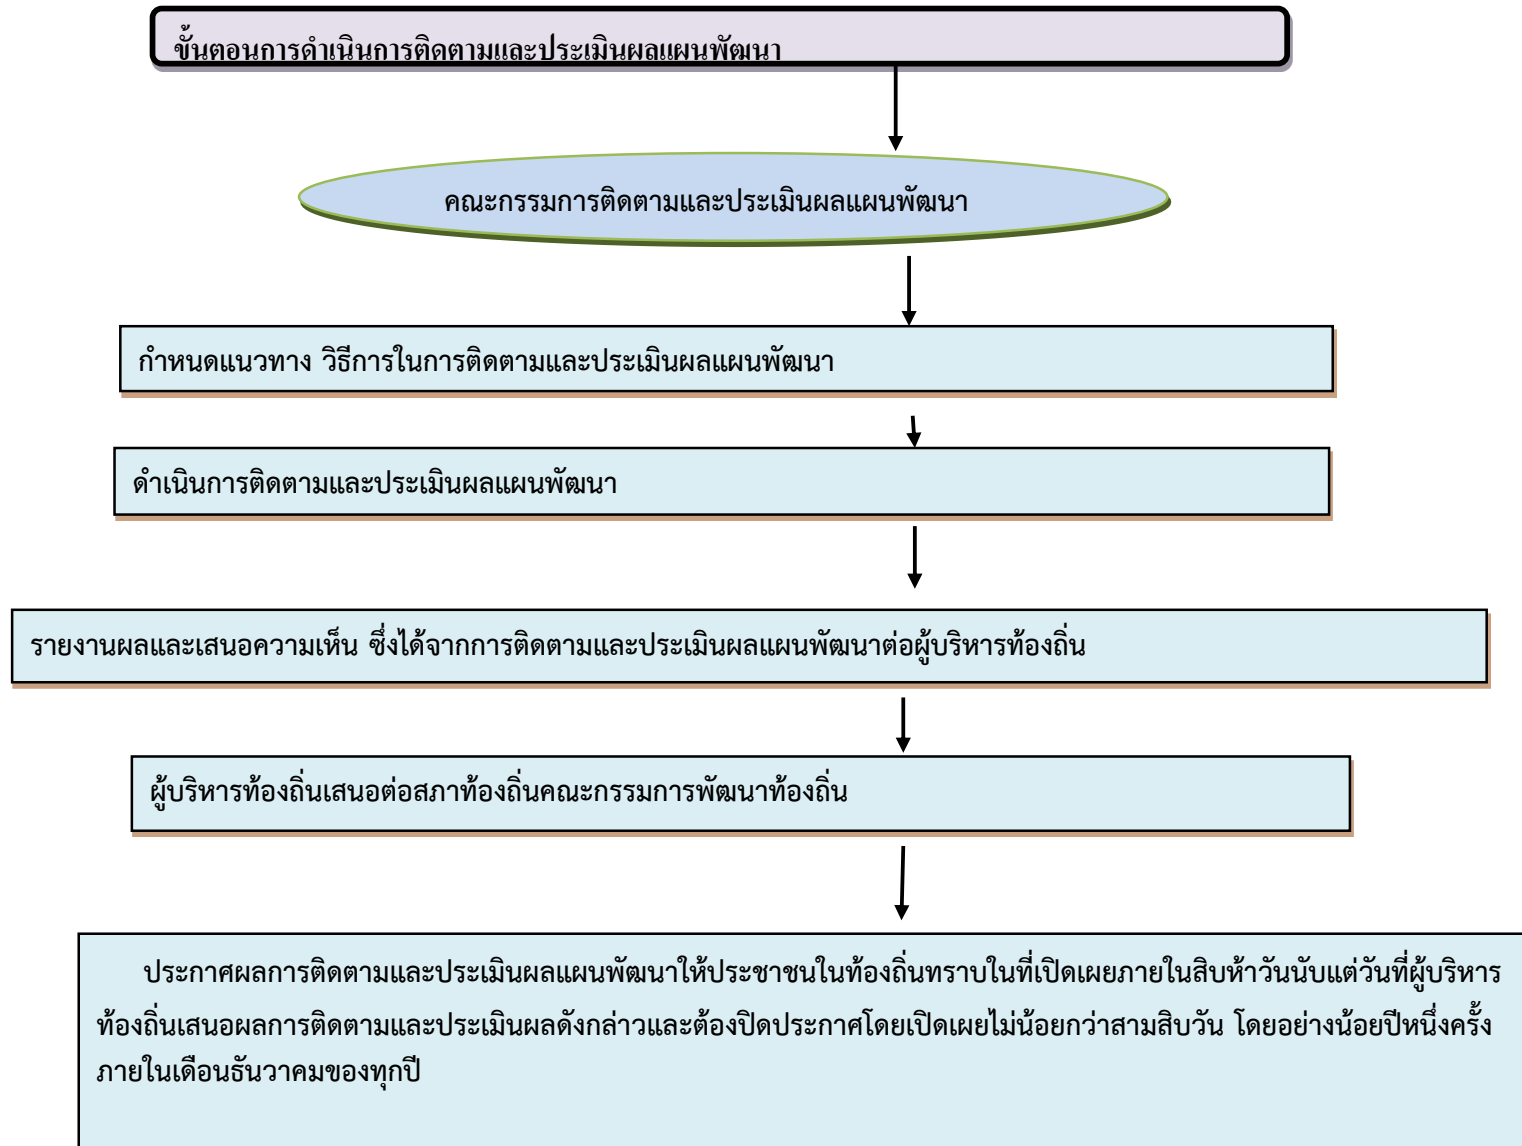 ขั้นตอนการดำเนินการติดตามและประเมินผลแผนพัฒนา
คณะกรรมการติดตามและประเมินผลแผนพัฒนา
กำหนดแนวทาง วิธีการในการติดตามและประเมินผลแผนพัฒนา
ดำเนินการติดตามและประเมินผลแผนพัฒนา
รายงานผลและเสนอความเห็น ซึ่งได้จากการติดตามและประเมินผลแผนพัฒนาต่อผู้บริหารท้องถิ่น
ผู้บริหารท้องถิ่นเสนอต่อสภาท้องถิ่นคณะกรรมการพัฒนาท้องถิ่น
ประกาศผลการติดตามและประเมินผลแผนพัฒนาให้ประชาชนในท้องถิ่นทราบในที่เปิดเผยภายในสิบห้าวันนับแต่วันที่ผู้บริหาร
ท้องถิ่นเสนอผลการติดตามและประเมินผลดังกล่าวและต้องปิดประกาศโดยเปิดเผยไม่น้อยกว่าสามสิบวัน โดยอย่างน้อยปีหนึ่งครั้ง
ภายในเดือนธันวาคมของทุกปี